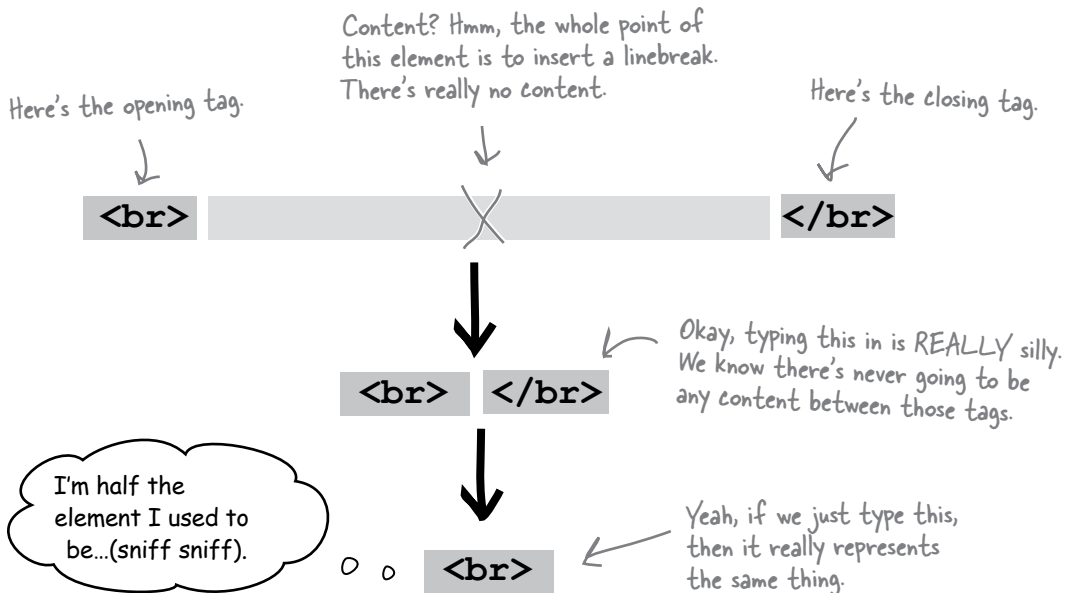 Content? Hmm, the whole point of
this element is to insert a linebreak.
There's really no content.
Here's the opening tag.
Here's the closing tag.
<br>
</br>
Okay, typing this in is REALLY silly.
We know there's never going to be
any content between those tags.
<br> </br>
I'm half the
element I used to
be...(sniff sniff).
Yeah, if we just type this,
then it really represents
the same thing.
<br>